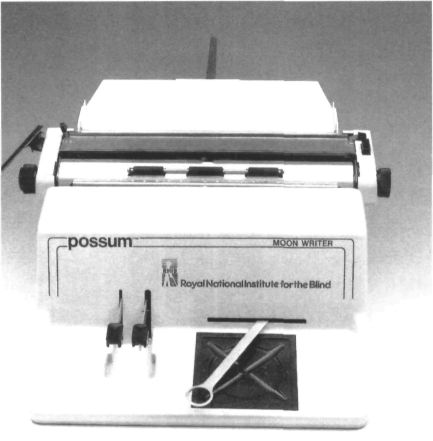 possum
MOON WRITER
Royal National Institute for the Blind